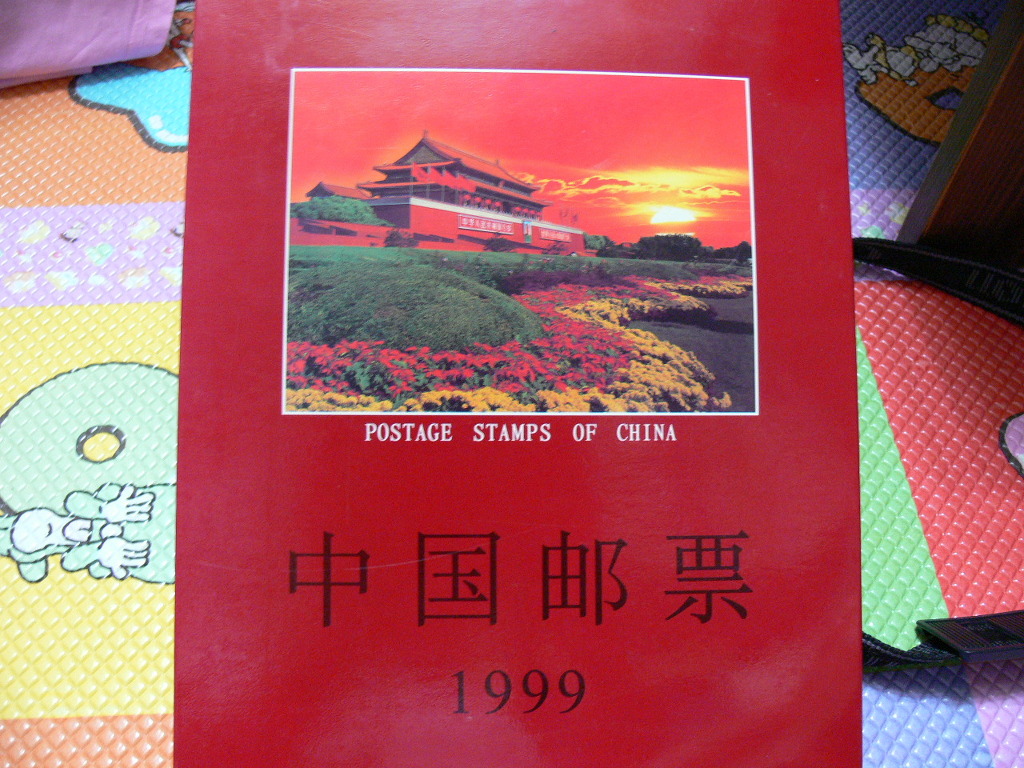 POSTAGE STAMPS OF CHINA
中国邮票
1999